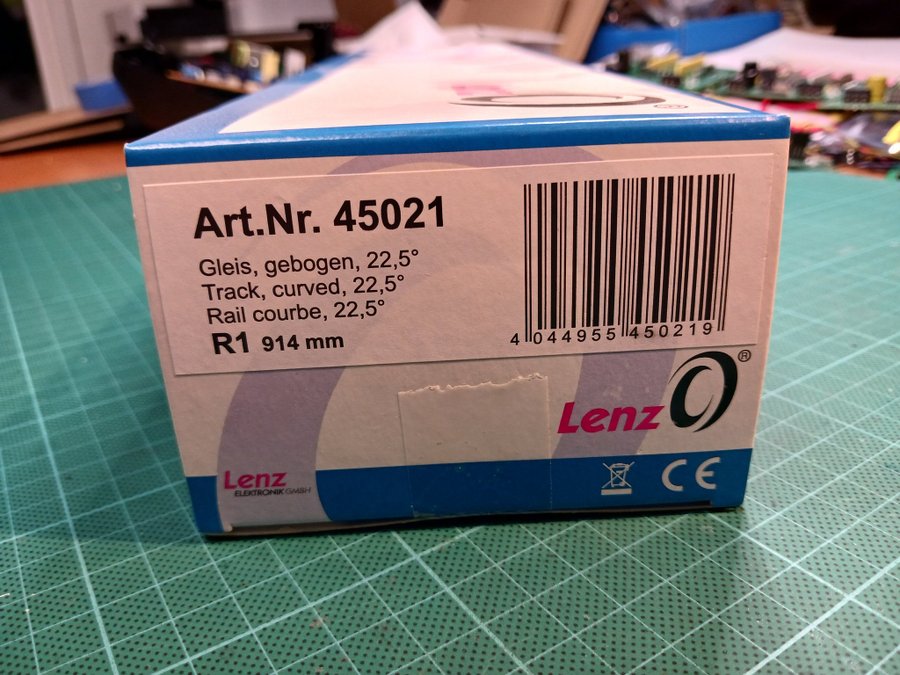 Art.Nr. 45021
Gleis, gebogen, 22,5°
Track, curved, 22,5°
Rail courbe, 22,5°
R1 914 mm
4 044955 450219
Lenz O®
Lenz
ELEKTRONIK GMBH
CE